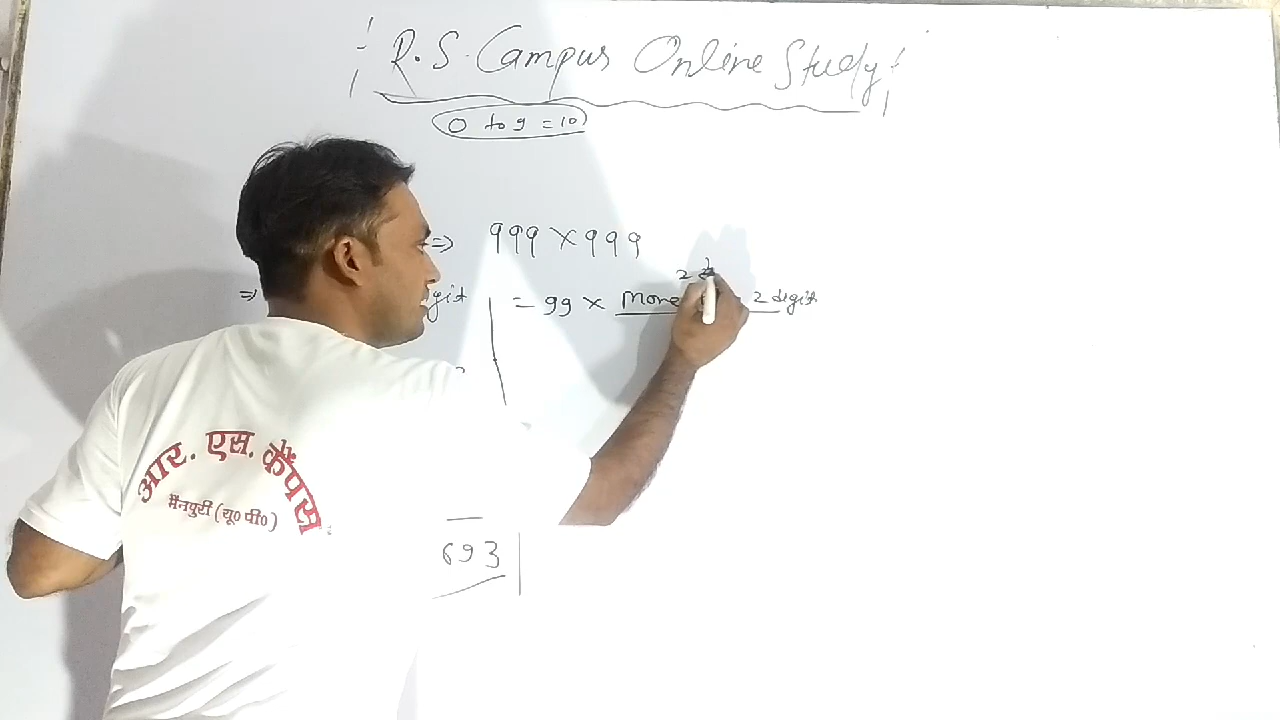 R. S. Campus Online Study
0 to 9 = 10
⇒ 999 × 999
⇒ digit = 99 × More 2 digit
693
आर. एस. कैंपस
मैनपुरी (यू० पी०)